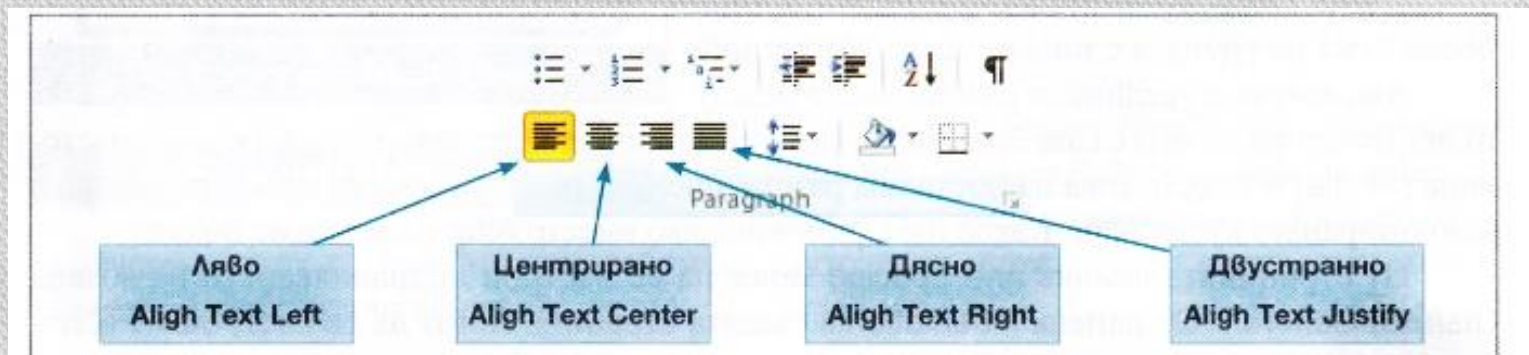 Paragraph
Ляво
Aligh Text Left
Центрирано
Aligh Text Center
Дясно
Aligh Text Right
Двустранно
Aligh Text Justify